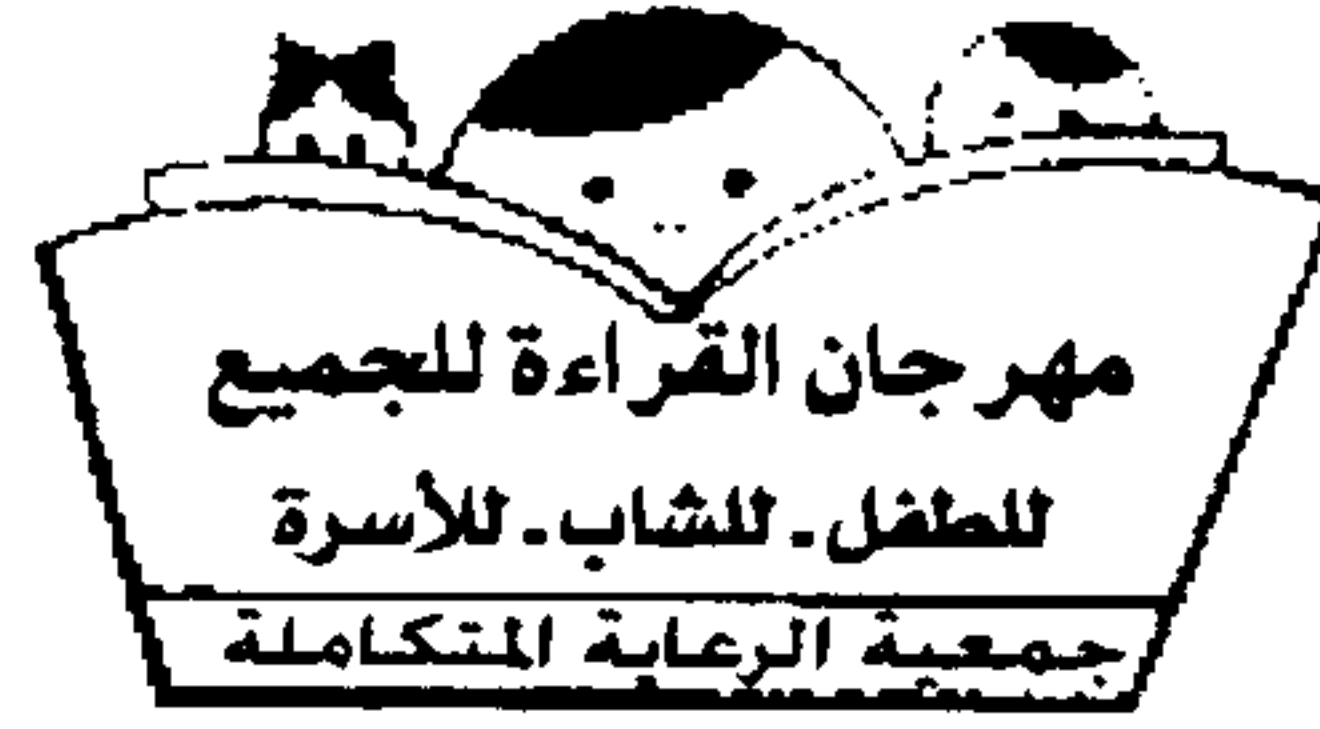 مهرجان القراءة للجميع
للطفل - للشاب - للأسرة
جمعية الرعاية المتكاملة